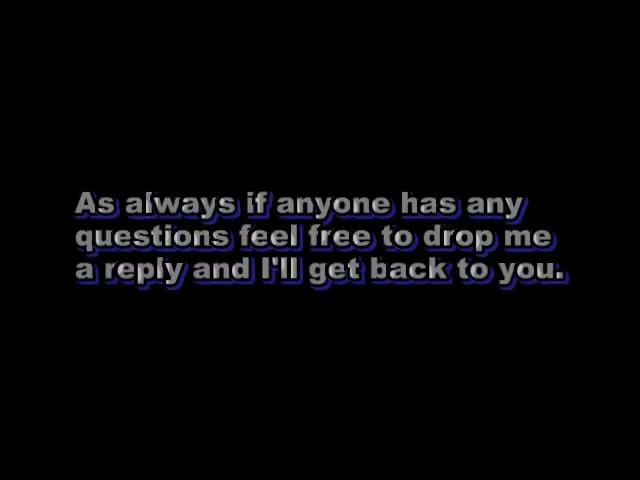 As always if anyone has any
questions feel free to drop me
a reply and I'll get back to you.